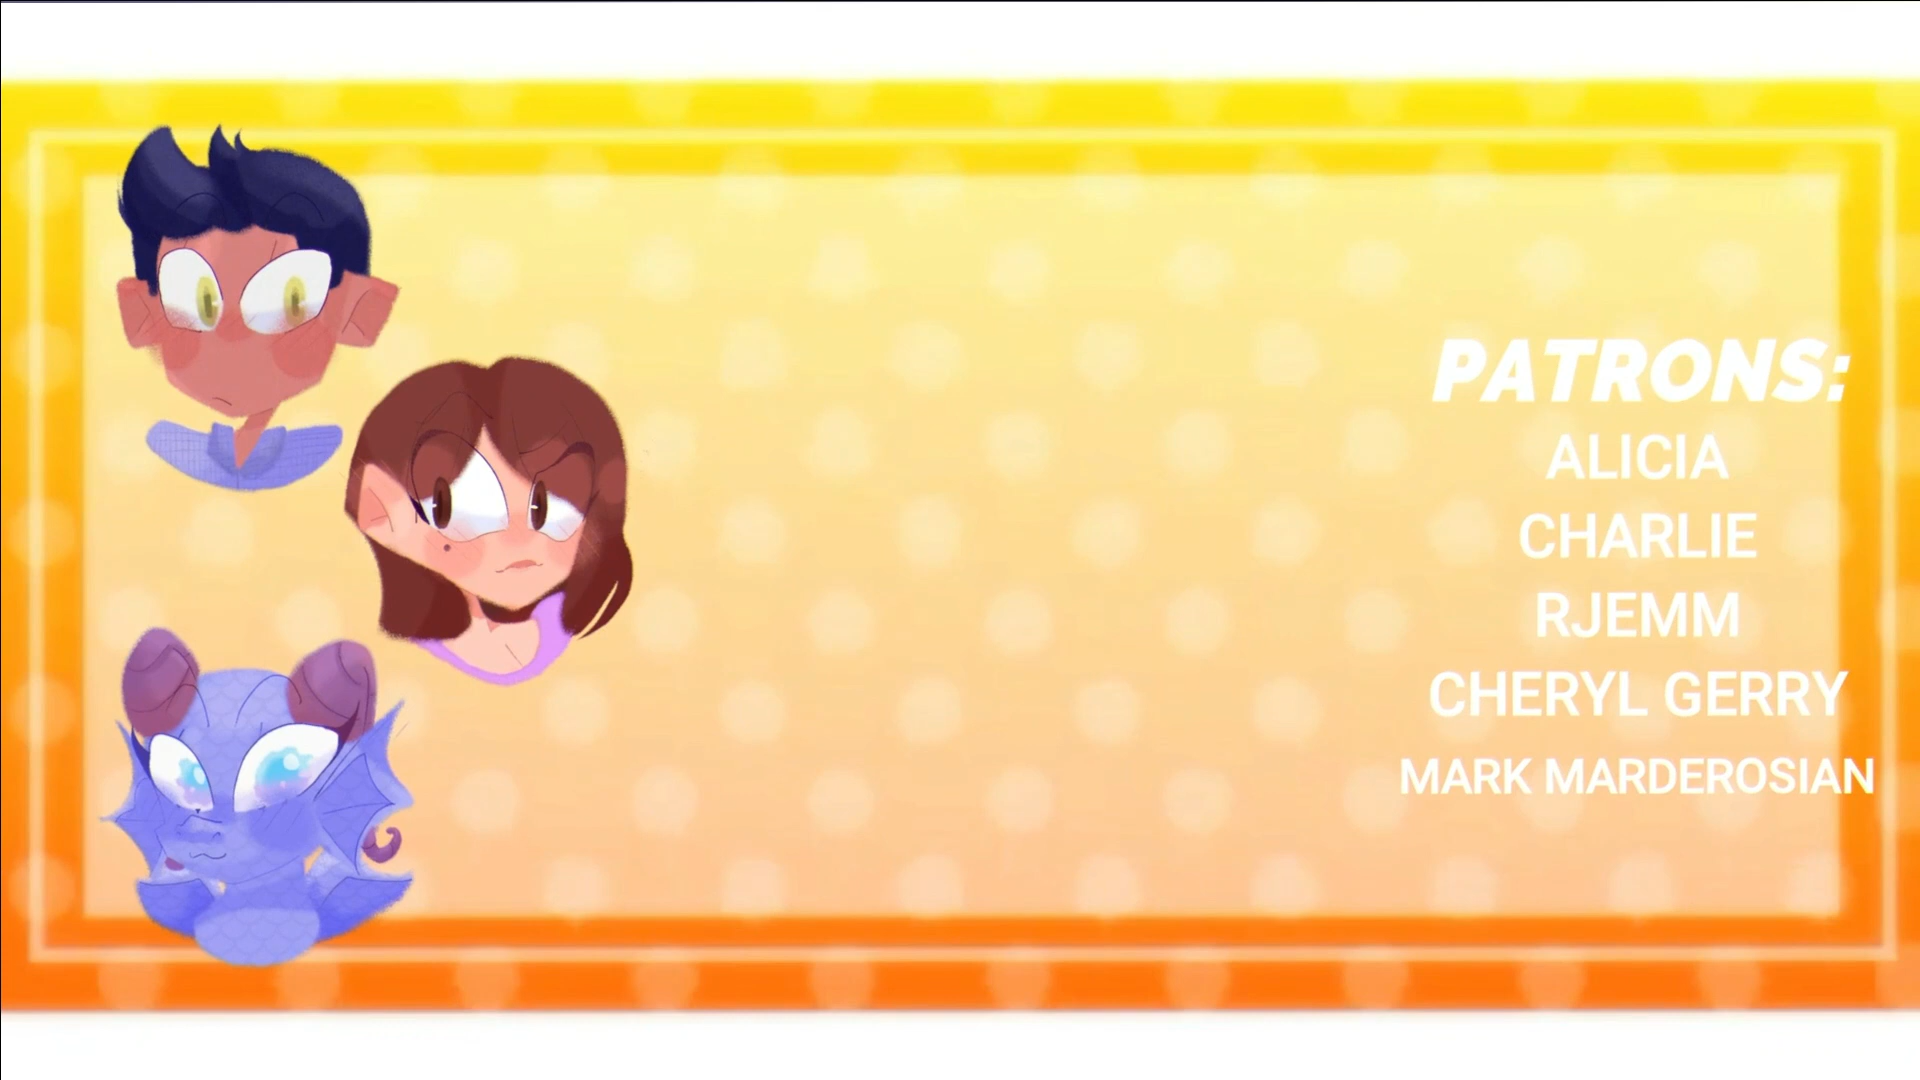 PATRONS:
ALICIA
CHARLIE
RJEMM
CHERYL GERRY
MARK MARDEROSIAN